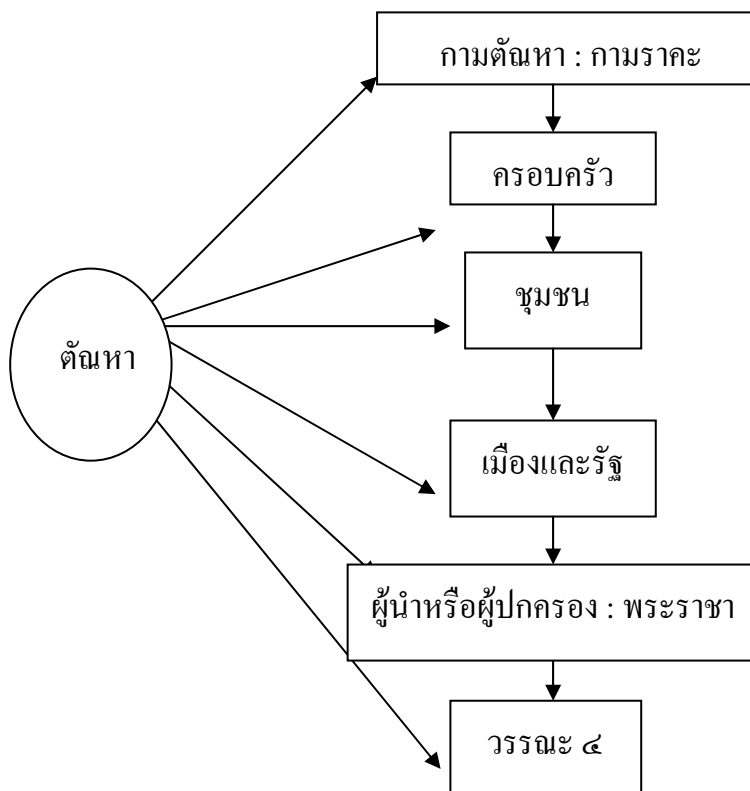 กามตัณหา : กามราคะ
ครอบครัว
ชุมชน
ตัณหา
เมืองและรัฐ
ผู้นำหรือผู้ปกครอง : พระราชา
วรรณะ ๔